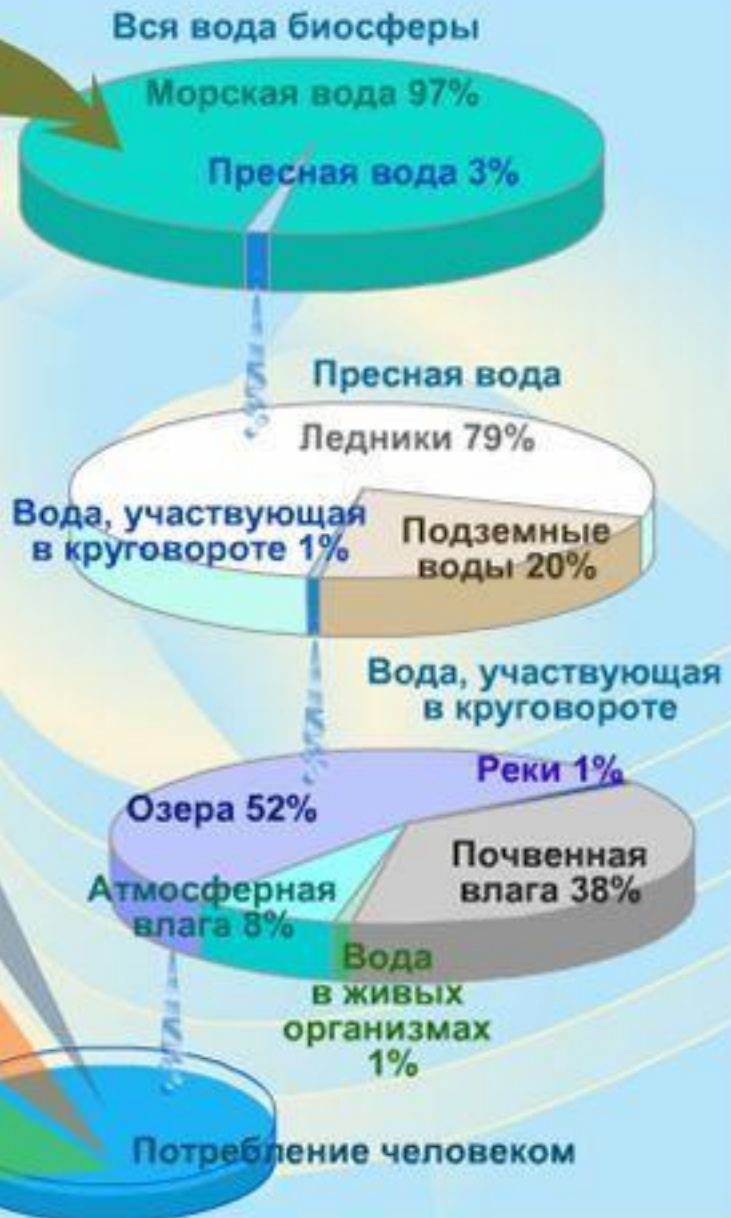 Вся вода биосферы
Морская вода 97%
Пресная вода 3%
Пресная вода
Ледники 79%
Вода, участвующая
в круговороте 1%
Подземные
воды 20%
Вода, участвующая
в круговороте
Реки 1%
Озера 52%
Почвенная
влага 38%
Атмосферная
влага 8%
Вода
в живых
организмах
1%
Потребление человеком